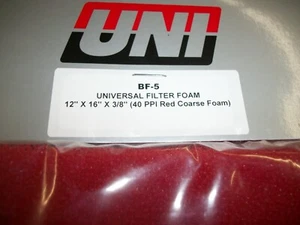 UNI
BF-5
UNIVERSAL FILTER FOAM
12" X 16" X 3/8" (40 PPI Red Coarse Foam)